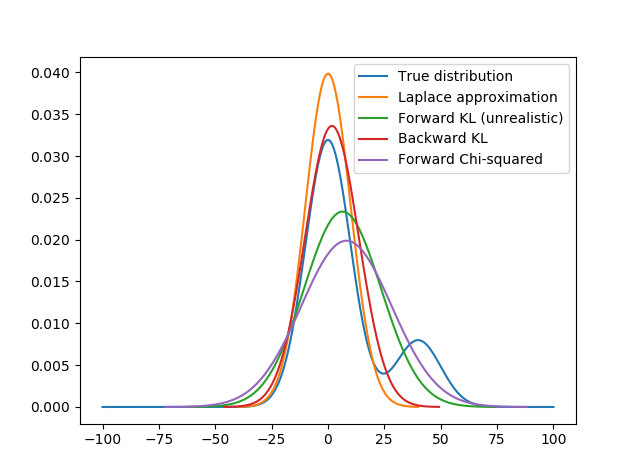 True distribution
Laplace approximation
Forward KL (unrealistic)
Backward KL
Forward Chi-squared
0.040
0.035
0.030
0.025
0.020
0.015
0.010
0.005
0.000
−100 −75 −50 −25 0 25 50 75 100